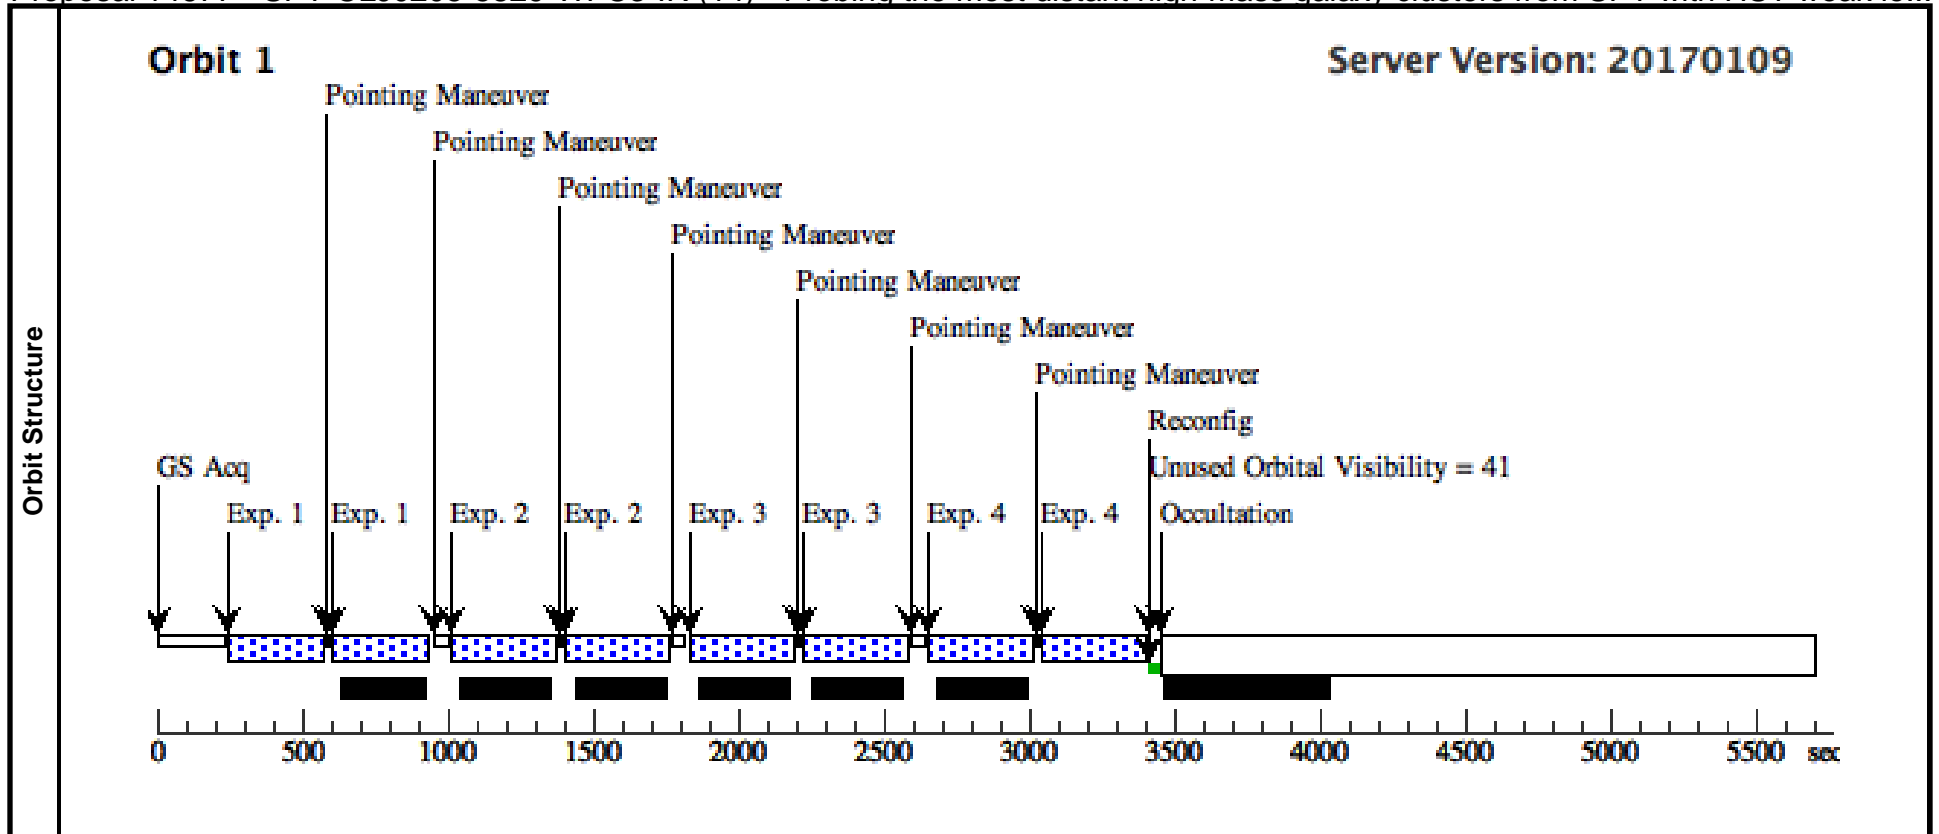 Orbit 1
Server Version: 20170109
Pointing Maneuver
Pointing Maneuver
Pointing Maneuver
Pointing Maneuver
Pointing Maneuver
Pointing Maneuver
Pointing Maneuver
Reconfig
GS Acq
Unused Orbital Visibility = 41
Exp. 1
Exp. 1
Exp. 2
Exp. 2
Exp. 3
Exp. 3
Exp. 4
Exp. 4
Occultation
Orbit Structure
0 500 1000 1500 2000 2500 3000 3500 4000 4500 5000 5500 sec